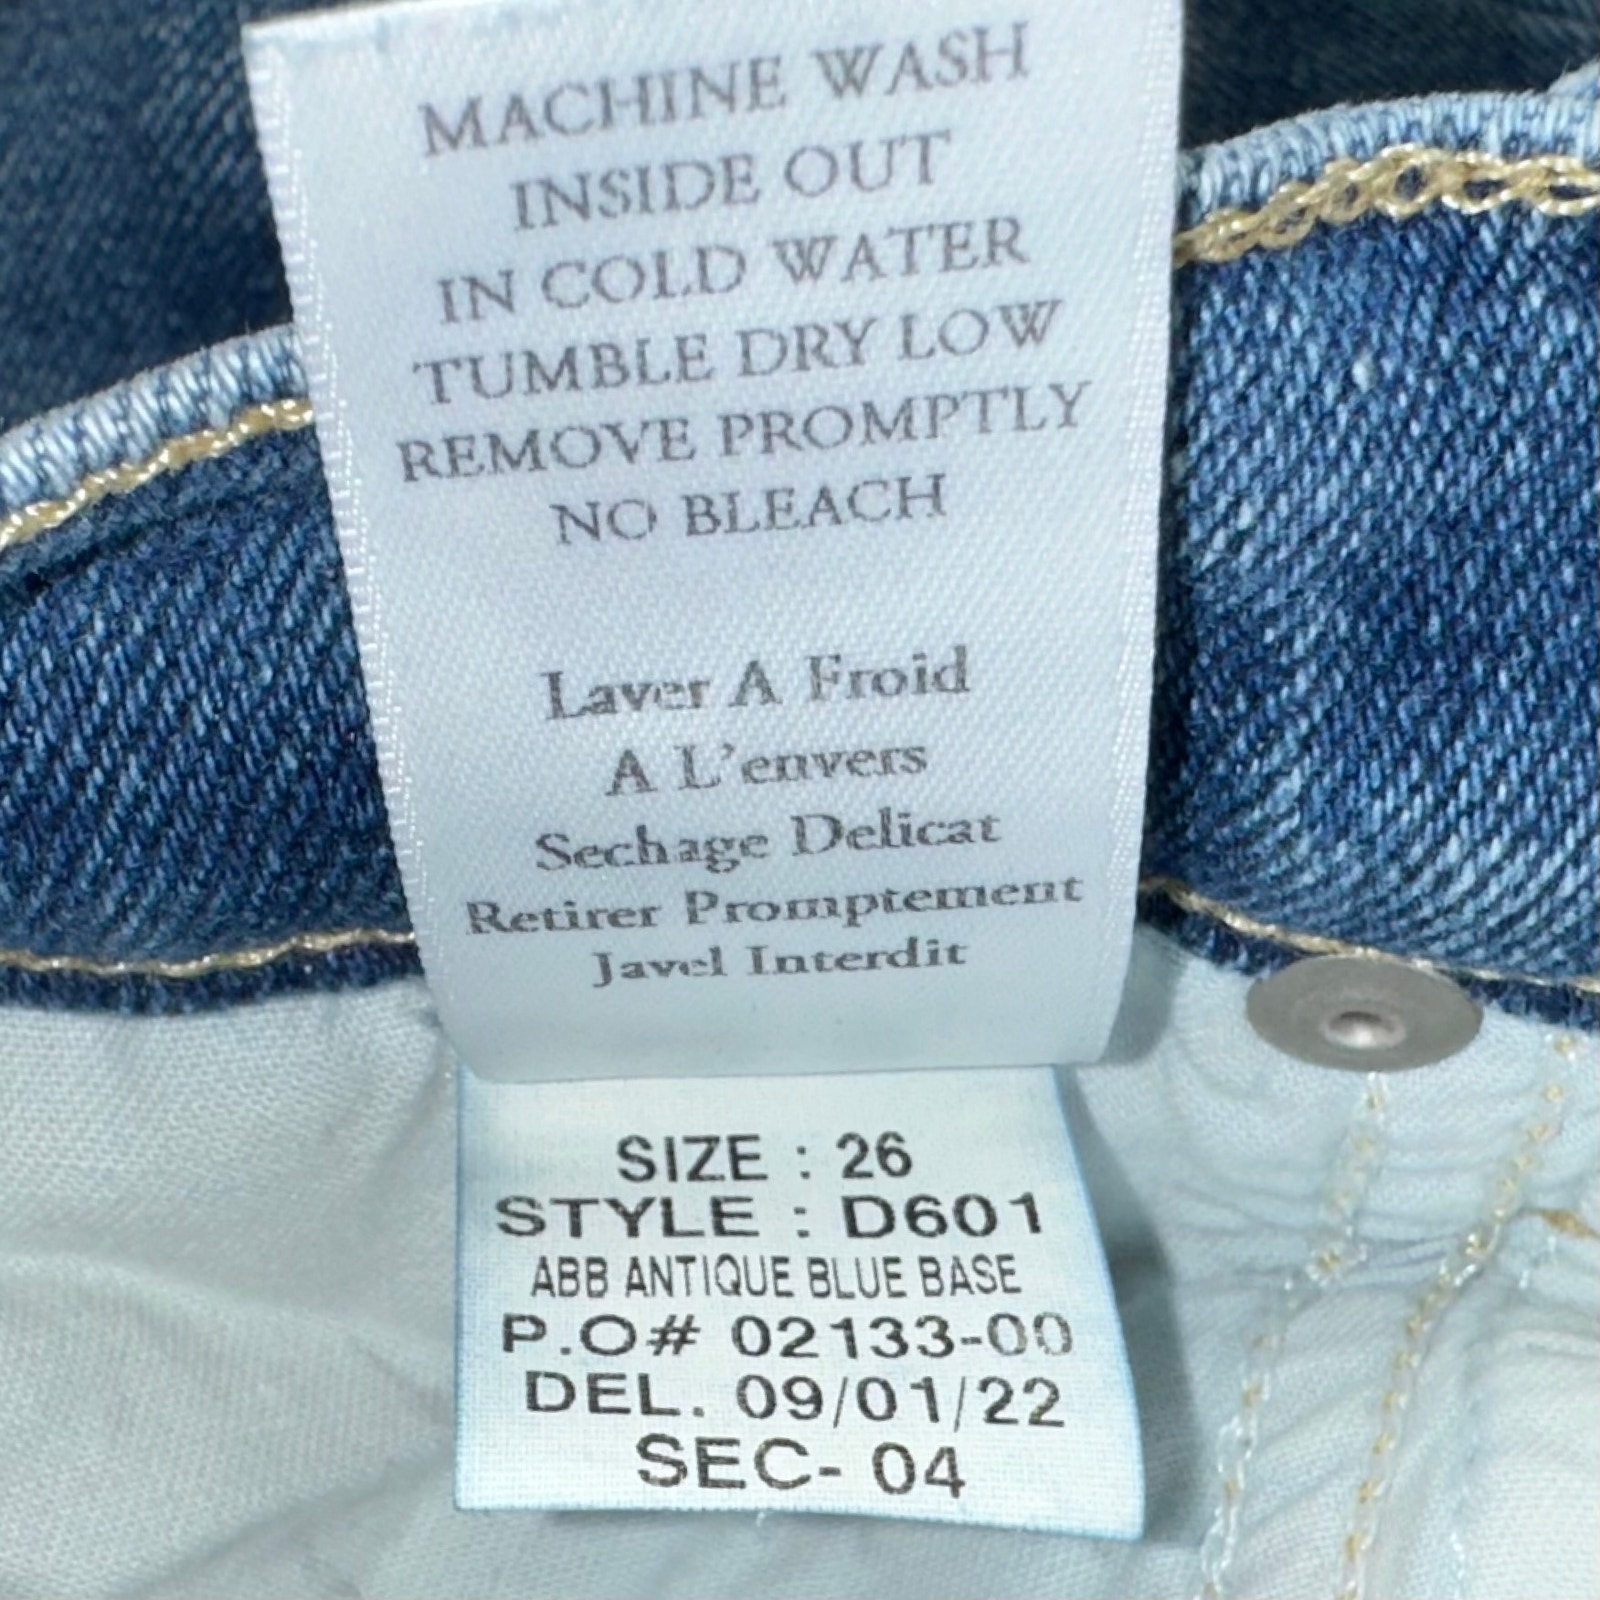 MACHINE WASH
INSIDE OUT
IN COLD WATER
TUMBLE DRY LOW
REMOVE PROMPTLY
NO BLEACH
Laver A Froid
A L'envers
Sechage Delicat
Retirer Promptement
Javel Interdit
SIZE : 26
STYLE : D601
ABB ANTIQUE BLUE BASE
P.O# 02133-00
DEL. 09/01/22
SEC- 04